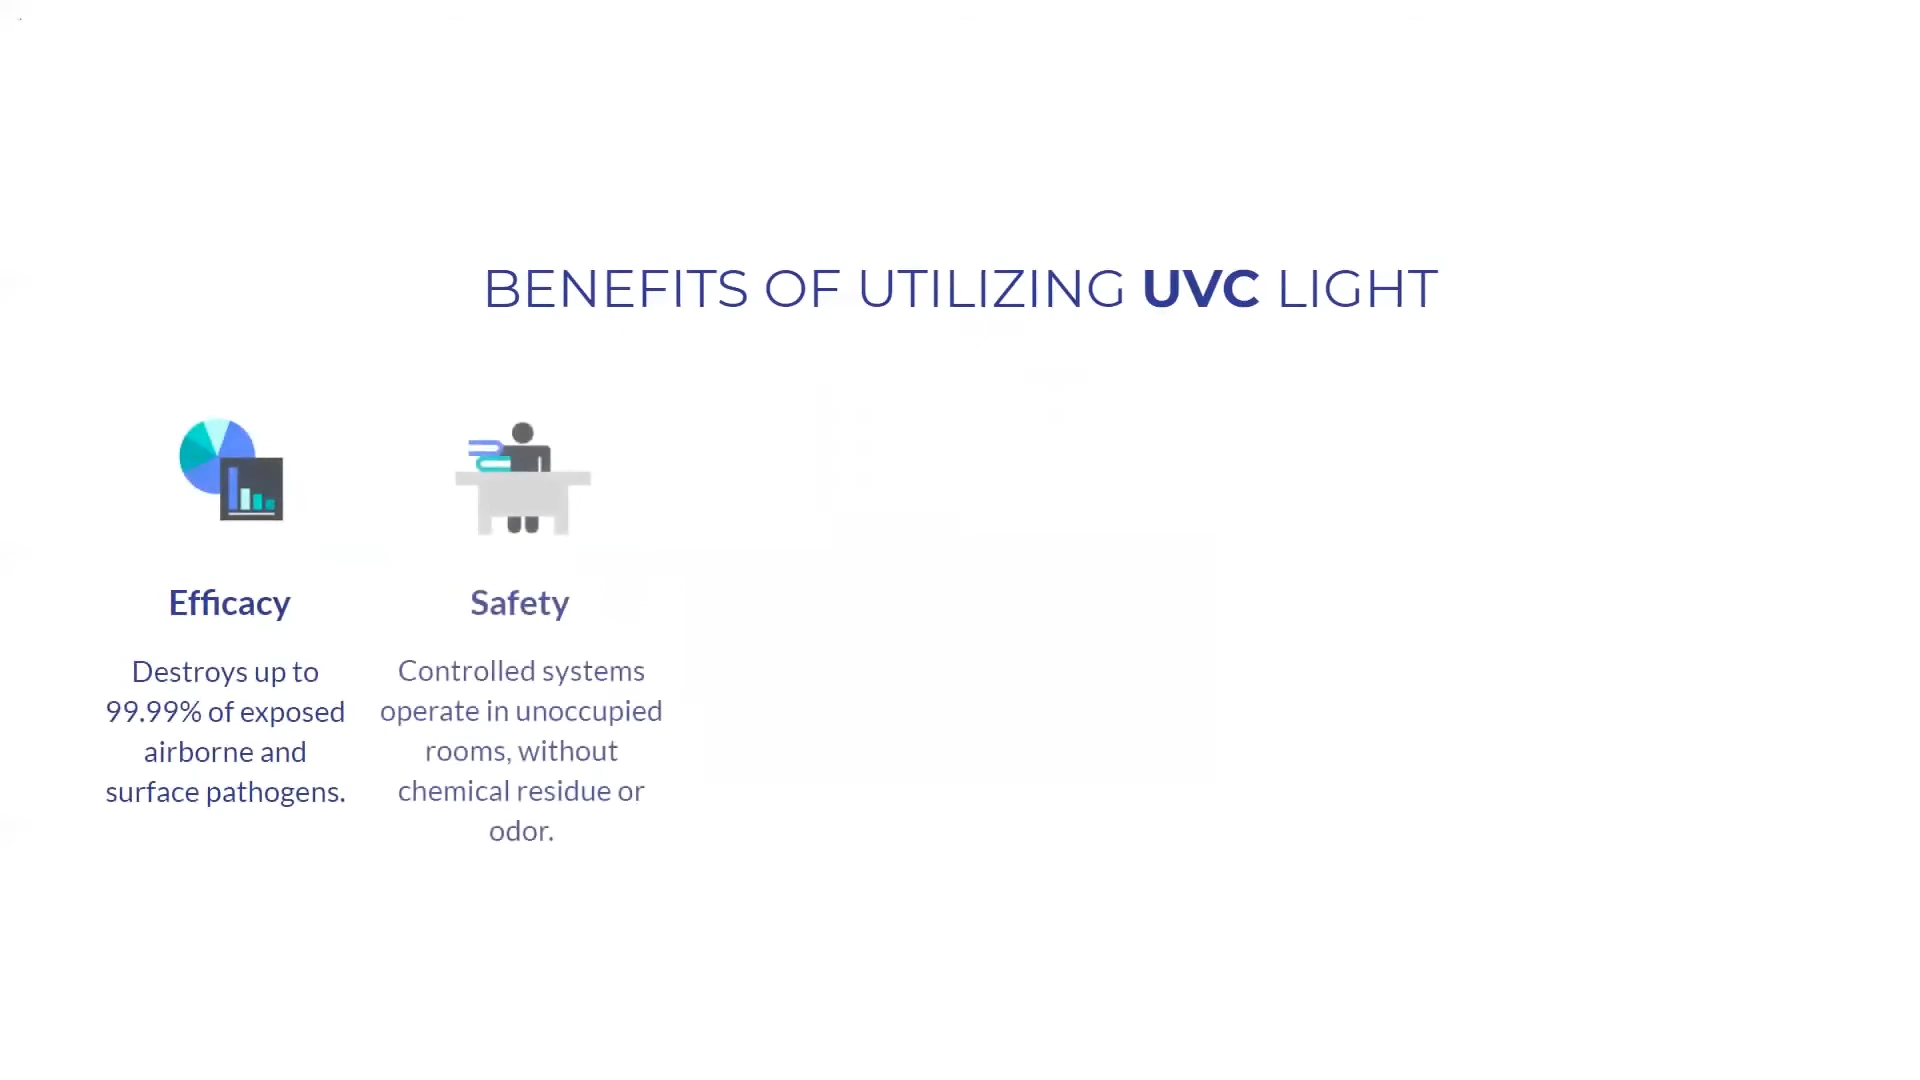 BENEFITS OF UTILIZING UVC LIGHT
Efficacy
Destroys up to
99.99% of exposed
airborne and
surface pathogens.
Safety
Controlled systems
operate in unoccupied
rooms, without
chemical residue or
odor.